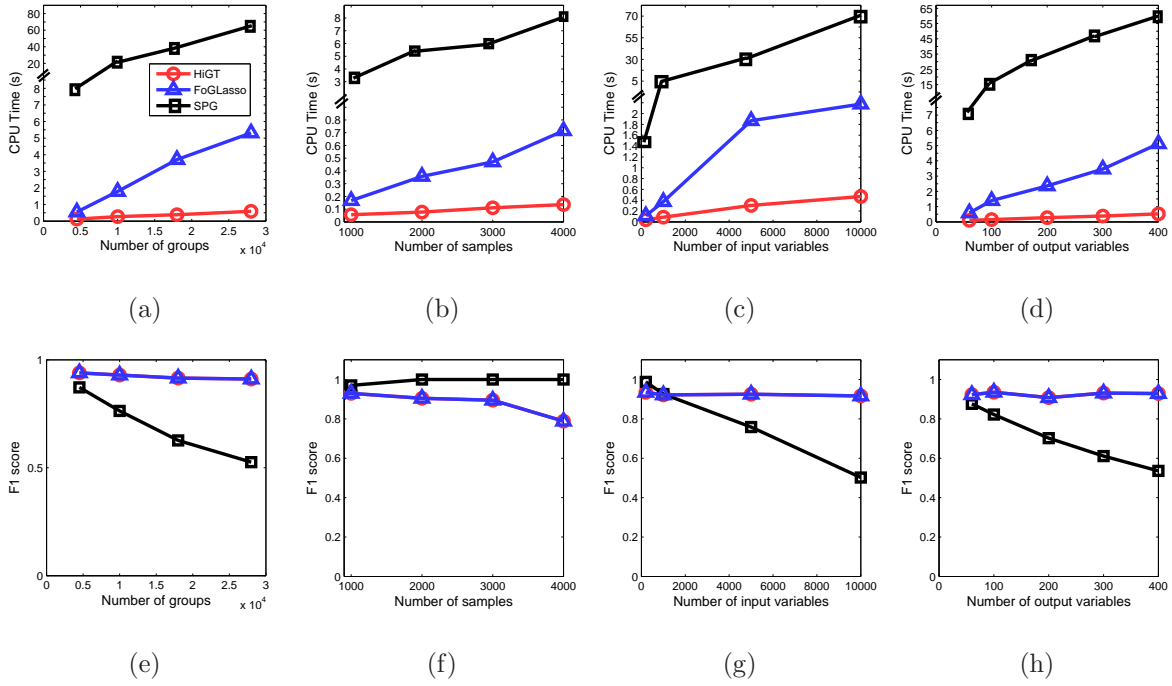 80
60
40
20
8
7
6
5
4
3
2
1
0
CPU Time (s)
HiGT
FoGLasso
SPG
0 0.5 1 1.5 2 2.5 3
Number of groups
x 10^4
(a)
8
7
6
5
4
3
2
1
0.8
0.7
0.6
0.5
0.4
0.3
0.2
0.1
0
CPU Time (s)
1000 2000 3000 4000
Number of samples
(b)
70
55
30
5
2
1.8
1.6
1.4
1.2
1
0.8
0.6
0.4
0.2
0
CPU Time (s)
0 2000 4000 6000 8000 10000
Number of input variables
(c)
65
55
45
35
25
15
7
6
5
4
3
2
1
0
CPU Time (s)
0 100 200 300 400
Number of output variables
(d)
1
0.5
0
F1 score
0 0.5 1 1.5 2 2.5 3
Number of groups
x 10^4
(e)
1
0.8
0.6
0.4
0.2
0
F1 score
1000 2000 3000 4000
Number of samples
(f)
1
0.8
0.6
0.4
0.2
0
F1 score
0 2000 4000 6000 8000 10000
Number of input variables
(g)
1
0.8
0.6
0.4
0.2
0
F1 score
0 100 200 300 400
Number of output variables
(h)